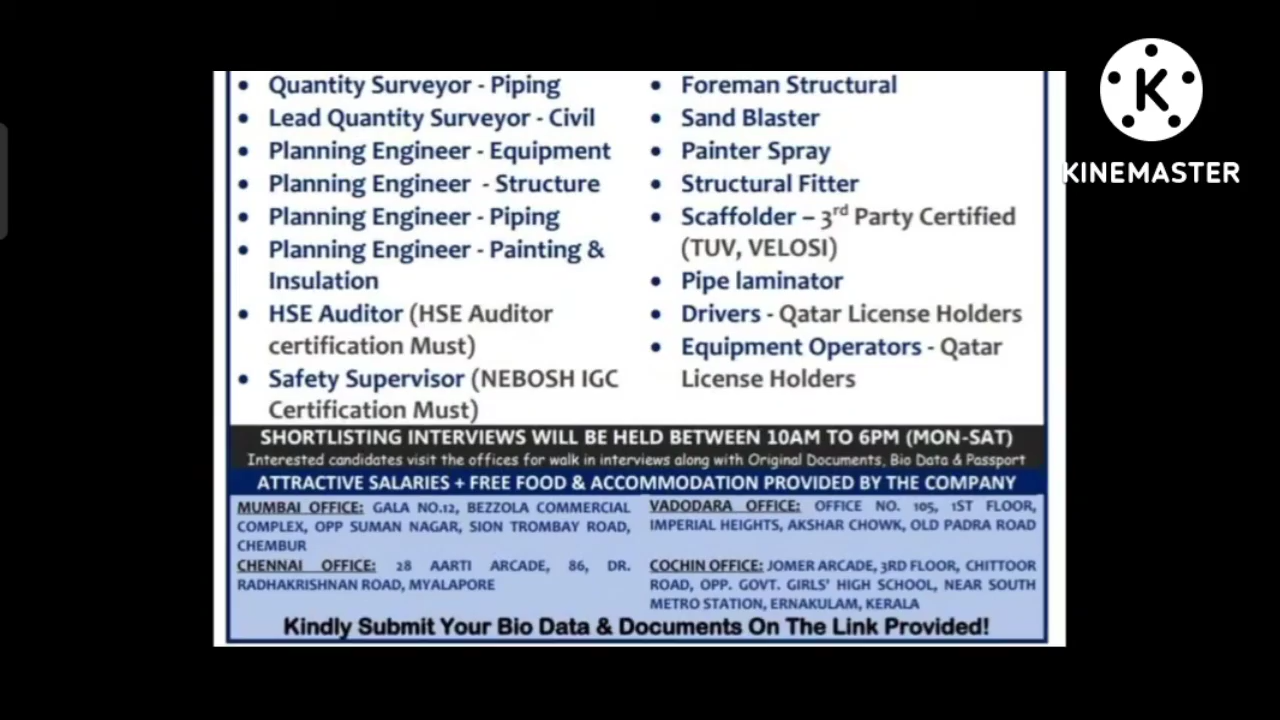 • Quantity Surveyor - Piping
• Lead Quantity Surveyor - Civil
• Planning Engineer - Equipment
• Planning Engineer - Structure
• Planning Engineer - Piping
• Planning Engineer - Painting &
Insulation
• HSE Auditor (HSE Auditor
certification Must)
• Safety Supervisor (NEBOSH IGC
Certification Must)
• Foreman Structural
• Sand Blaster
• Painter Spray
• Structural Fitter
• Scaffolder – 3rd Party Certified
(TUV, VELOSI)
• Pipe laminator
• Drivers - Qatar License Holders
• Equipment Operators - Qatar
License Holders
SHORTLISTING INTERVIEWS WILL BE HELD BETWEEN 10AM TO 6PM (MON-SAT)
Interested candidates visit the offices for walk in interviews along with Original Documents, Bio Data & Passport
ATTRACTIVE SALARIES + FREE FOOD & ACCOMMODATION PROVIDED BY THE COMPANY
MUMBAI OFFICE: GALA NO.12, BEZZOLA COMMERCIAL
COMPLEX, OPP SUMAN NAGAR, SION TROMBAY ROAD,
CHEMBUR
CHENNAI OFFICE: 28 AARTI ARCADE, 86, DR.
RADHAKRISHNAN ROAD, MYALAPORE
VADODARA OFFICE: OFFICE NO. 105, 1ST FLOOR,
IMPERIAL HEIGHTS, AKSHAR CHOWK, OLD PADRA ROAD
COCHIN OFFICE: JOMER ARCADE, 3RD FLOOR, CHITTOOR
ROAD, OPP. GOVT. GIRLS' HIGH SCHOOL, NEAR SOUTH
METRO STATION, ERNAKULAM, KERALA
Kindly Submit Your Bio Data & Documents On The Link Provided!
K
KINEMASTER